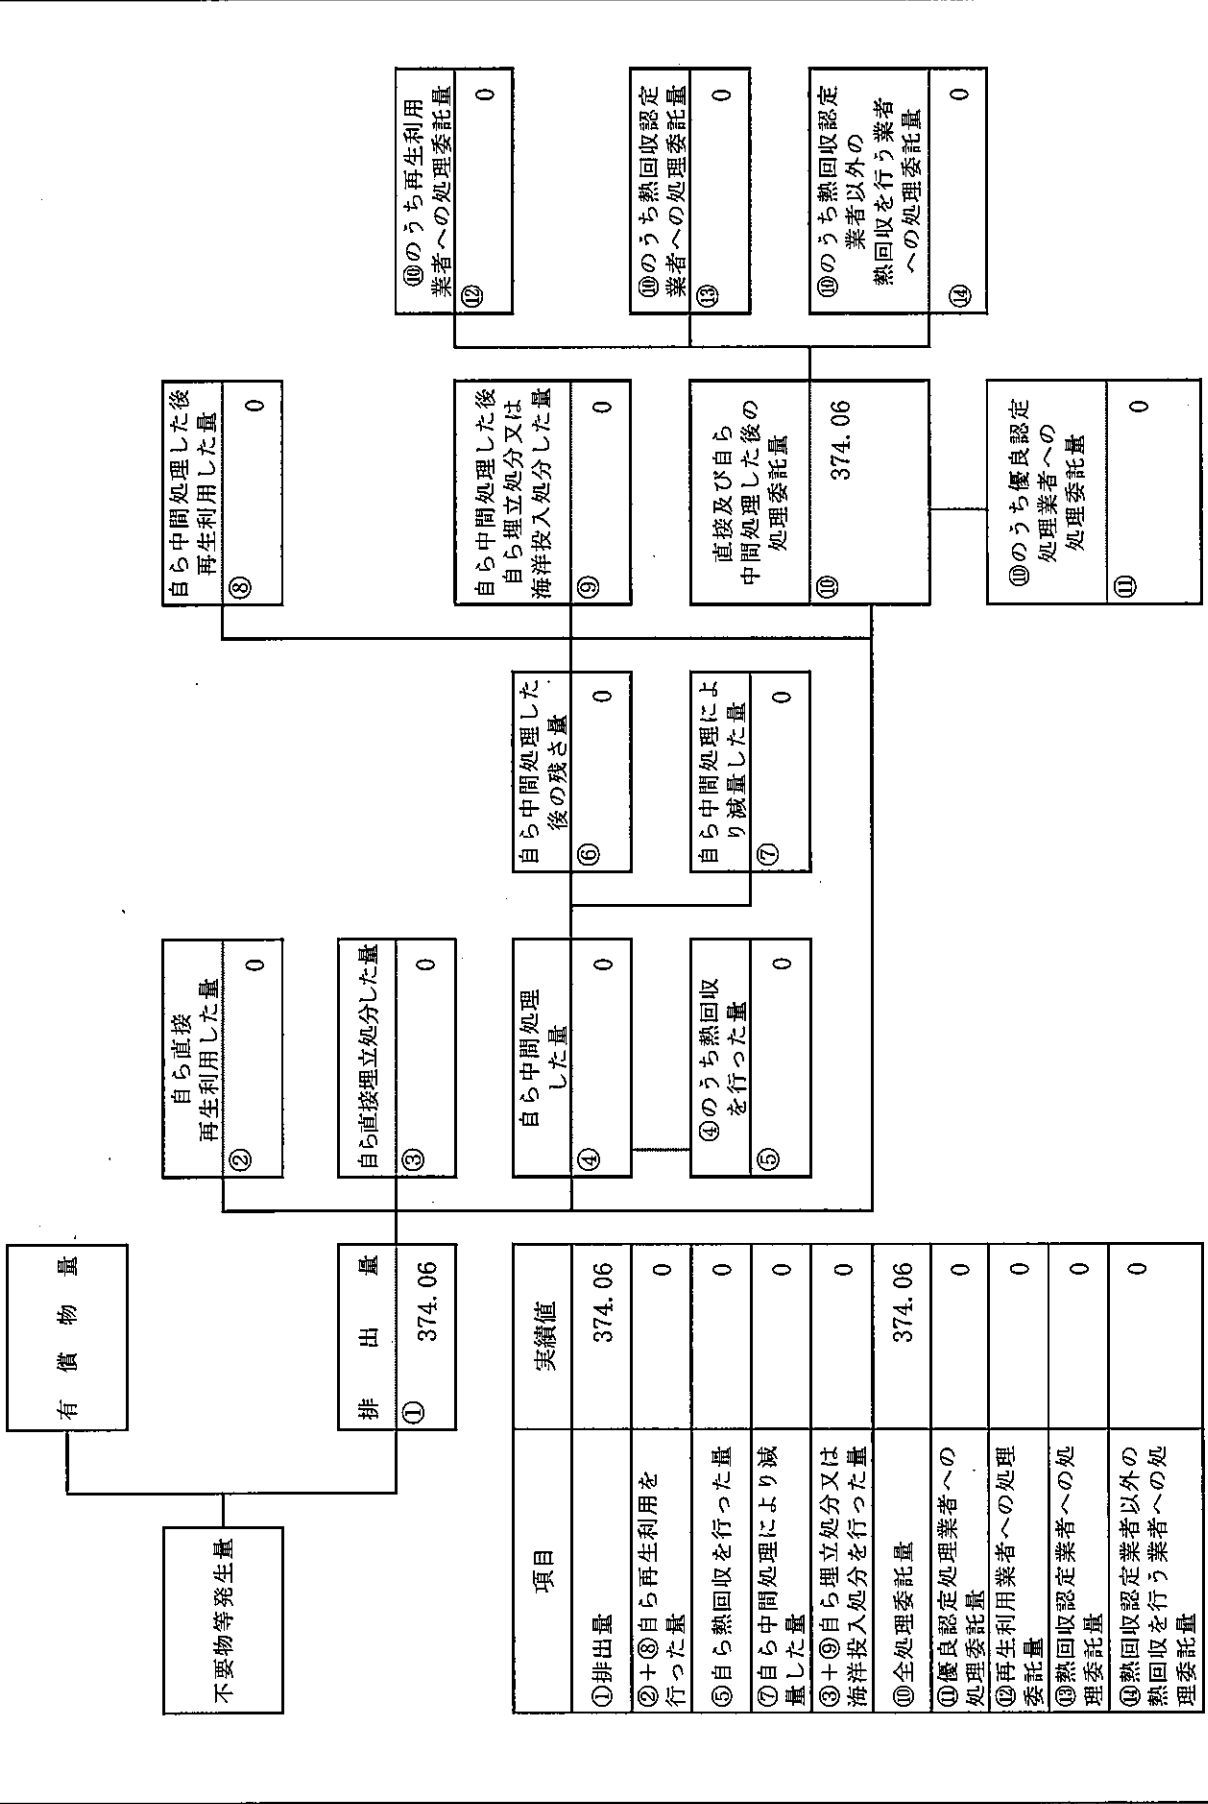 不要物等発生量
有償物量
排出量
①
374.06
自ら直接
再生利用した量
②
0
自ら直接埋立処分した量
③
0
自ら中間処理
した量
④
0
④のうち熱回収
を行った量
⑤
0
自ら中間処理した
後の残さ量
⑥
0
自ら中間処理によ
り減量した量
⑦
0
自ら中間処理した後
再生利用した量
⑧
0
自ら中間処理した後
自ら埋立処分又は
海洋投入処分した量
⑨
0
直接及び自ら
中間処理した後の
処理委託量
⑩
374.06
⑩のうち優良認定
処理業者への
処理委託量
⑪
0
⑩のうち再生利用
業者への処理委託量
⑫
0
⑩のうち熱回収認定
業者への処理委託量
⑬
0
⑩のうち熱回収認定
業者以外の
熱回収を行う業者
への処理委託量
⑭
0
項目
実績値
①排出量
374.06
②+⑧自ら再生利用を
行った量
0
⑤自ら熱回収を行った量
0
⑦自ら中間処理により減
量した量
0
③+⑨自ら埋立処分又は
海洋投入処分を行った量
0
⑩全処理委託量
374.06
⑪優良認定処理業者への
処理委託量
0
⑫再生利用業者への処理
委託量
0
⑬熱回収認定業者への処
理委託量
0
⑭熱回収認定業者以外の
熱回収を行う業者への処
理委託量
0